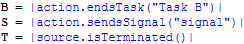 B = |action.endsTask("Task B")|
S = |action.sendsSignal("signal")|
T = |source.isTerminated()|